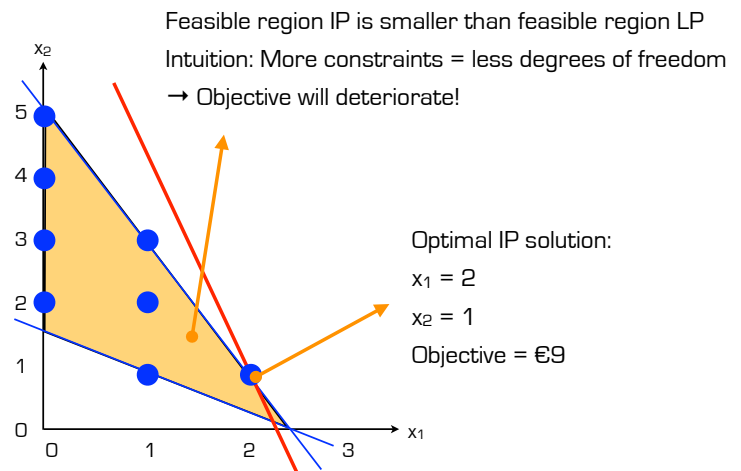 Feasible region IP is smaller than feasible region LP
Intuition: More constraints = less degrees of freedom
→ Objective will deteriorate!
x2
5
4
3
2
1
0
0 1 2 3
x1
Optimal IP solution:
x1 = 2
x2 = 1
Objective = €9